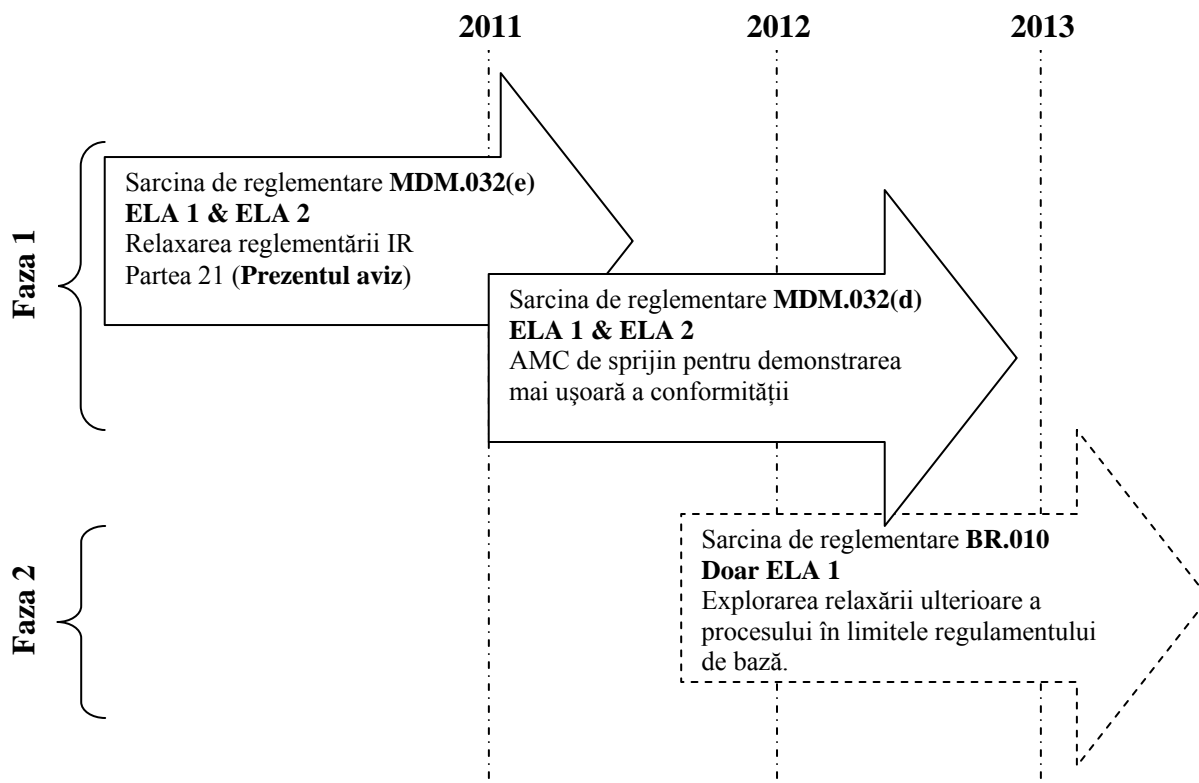 2011
2012
2013
Faza 1
Sarcina de reglementare MDM.032(e)
ELA 1 & ELA 2
Relaxarea reglementării IR
Partea 21 (Prezentul aviz)
Sarcina de reglementare MDM.032(d)
ELA 1 & ELA 2
AMC de sprijin pentru demonstrarea
mai uşoară a conformității
Faza 2
Sarcina de reglementare BR.010
Doar ELA 1
Explorarea relaxării ulterioare a
procesului în limitele regulamentului
de bază.